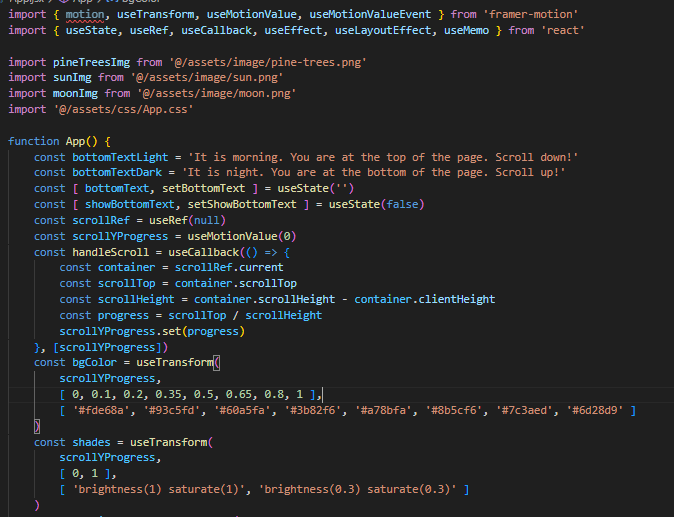 import { motion, useTransform, useMotionValue, useMotionValueEvent } from 'framer-motion'
import { useState, useRef, useCallback, useEffect, useLayoutEffect, useMemo } from 'react'

import pineTreesImg from '@/assets/image/pine-trees.png'
import sunImg from '@/assets/image/sun.png'
import moonImg from '@/assets/image/moon.png'
import '@/assets/css/App.css'

function App() {
    const bottomTextLight = 'It is morning. You are at the top of the page. Scroll down!'
    const bottomTextDark = 'It is night. You are at the bottom of the page. Scroll up!'
    const [ bottomText, setBottomText ] = useState('')
    const [ showBottomText, setShowBottomText ] = useState(false)
    const scrollRef = useRef(null)
    const scrollYProgress = useMotionValue(0)
    const handleScroll = useCallback(() => {
        const container = scrollRef.current
        const scrollTop = container.scrollTop
        const scrollHeight = container.scrollHeight - container.clientHeight
        const progress = scrollTop / scrollHeight
        scrollYProgress.set(progress)
    }, [scrollYProgress])
    const bgColor = useTransform(
        scrollYProgress,
        [ 0, 0.1, 0.2, 0.35, 0.5, 0.65, 0.8, 1 ],
        [ '#fde68a', '#93c5fd', '#60a5fa', '#3b82f6', '#a78bfa', '#8b5cf6', '#7c3aed', '#6d28d9' ]
    )
    const shades = useTransform(
        scrollYProgress,
        [ 0, 1 ],
        [ 'brightness(1) saturate(1)', 'brightness(0.3) saturate(0.3)' ]
    )